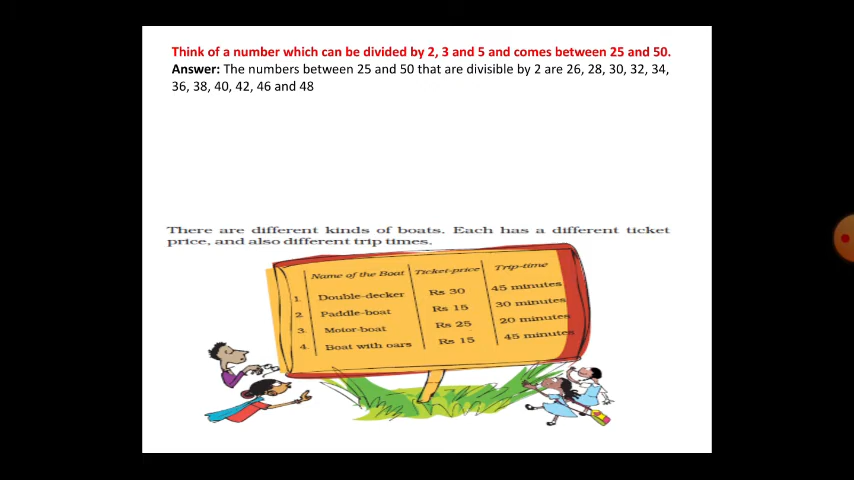 Think of a number which can be divided by 2, 3 and 5 and comes between 25 and 50.
Answer: The numbers between 25 and 50 that are divisible by 2 are 26, 28, 30, 32, 34,
36, 38, 40, 42, 46 and 48
There are different kinds of boats. Each has a different ticket
price, and also different trip times.
Name of the Boat Ticket-price Trip-time
1. Double-decker Rs 30 45 minutes
2. Paddle-boat Rs 15 30 minutes
3. Motor-boat Rs 25 20 minutes
4. Boat with oars Rs 15 45 minutes